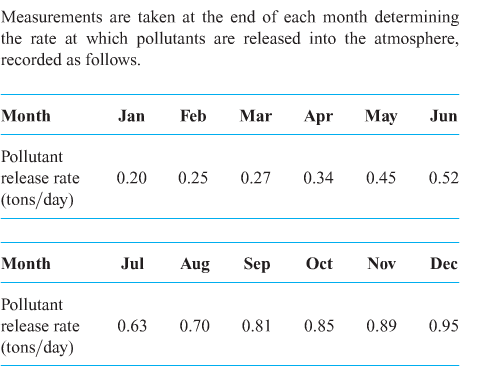 Measurements are taken at the end of each month determining
the rate at which pollutants are released into the atmosphere,
recorded as follows.
Month Jan Feb Mar Apr May Jun
Pollutant
release rate 0.20 0.25 0.27 0.34 0.45 0.52
(tons/day)
Month Jul Aug Sep Oct Nov Dec
Pollutant
release rate 0.63 0.70 0.81 0.85 0.89 0.95
(tons/day)